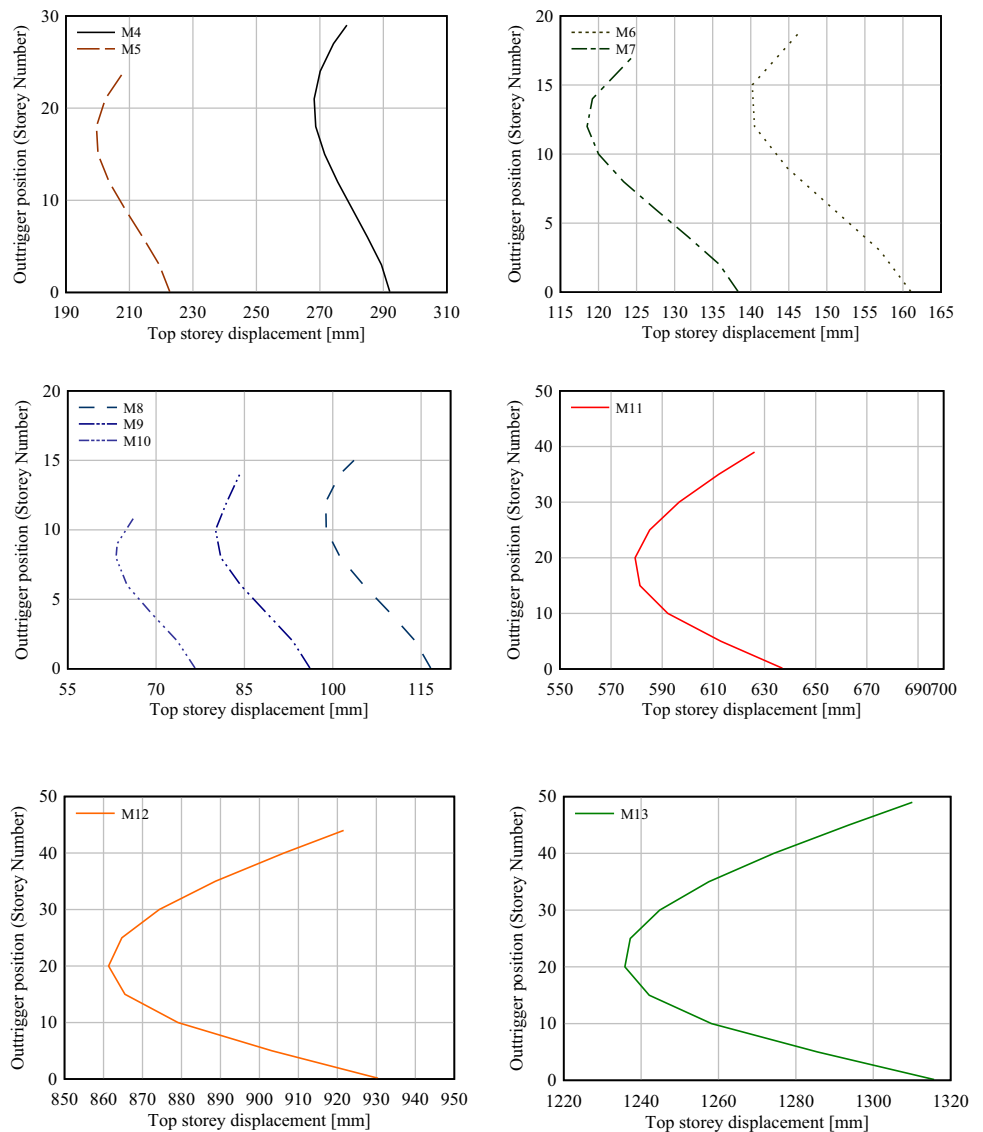 30
20
10
0
M4
M5
190 210 230 250 270 290 310
Top storey displacement [mm]
Outtrigger position (Storey Number)
20
15
10
5
0
M6
M7
115 120 125 130 135 140 145 150 155 160 165
Top storey displacement [mm]
Outtrigger position (Storey Number)
20
15
10
5
0
M8
M9
M10
55 70 85 100 115
Top storey displacement [mm]
Outtrigger position (Storey Number)
50
40
30
20
10
0
M11
550 570 590 610 630 650 670 690 700
Top storey displacement [mm]
Outtrigger position (Storey Number)
50
40
30
20
10
0
M12
850 860 870 880 890 900 910 920 930 940 950
Top storey displacement [mm]
Outtrigger position (Storey Number)
50
40
30
20
10
0
M13
1220 1240 1260 1280 1300 1320
Top storey displacement [mm]
Outtrigger position (Storey Number)